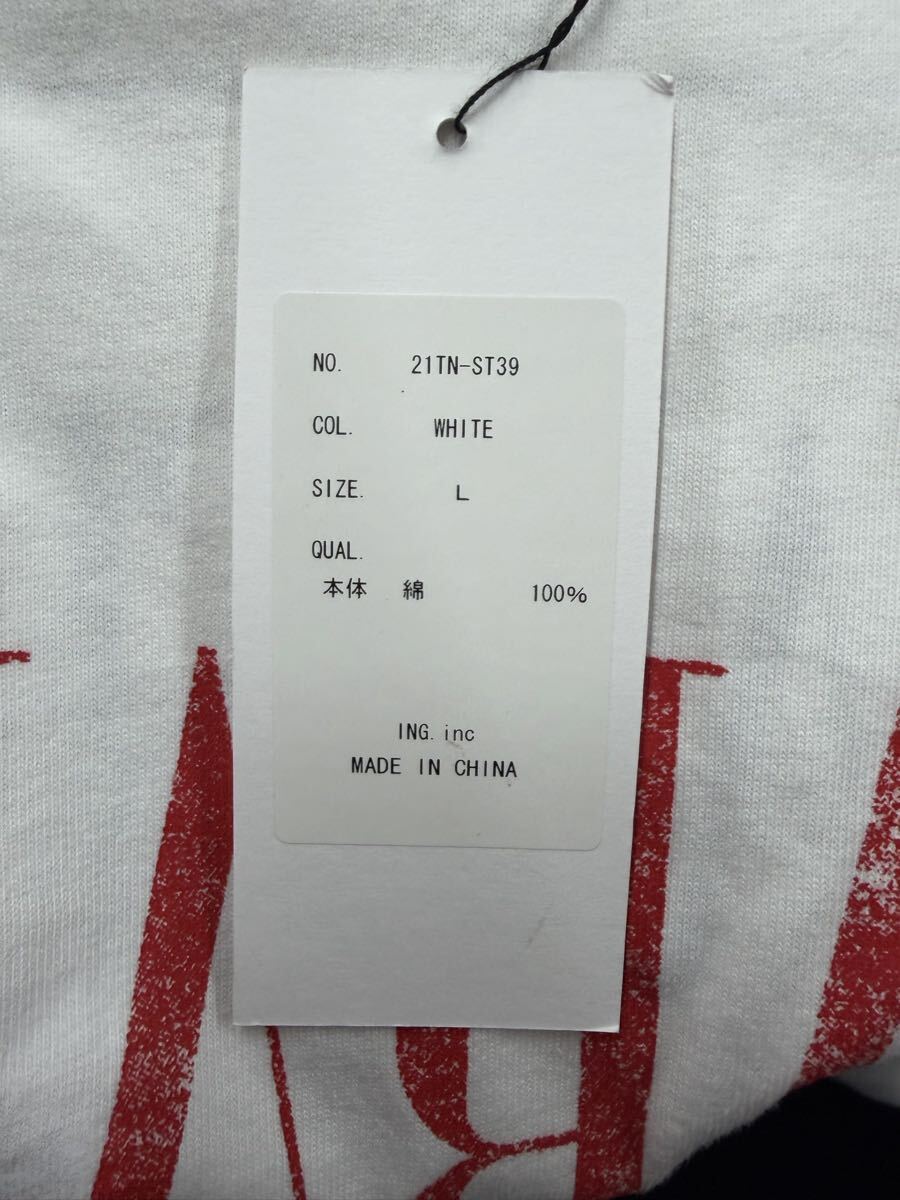 NO. 21TN-ST39
COL. WHITE
SIZE. L
QUAL.
本体 綿 100%
ING. inc
MADE IN CHINA